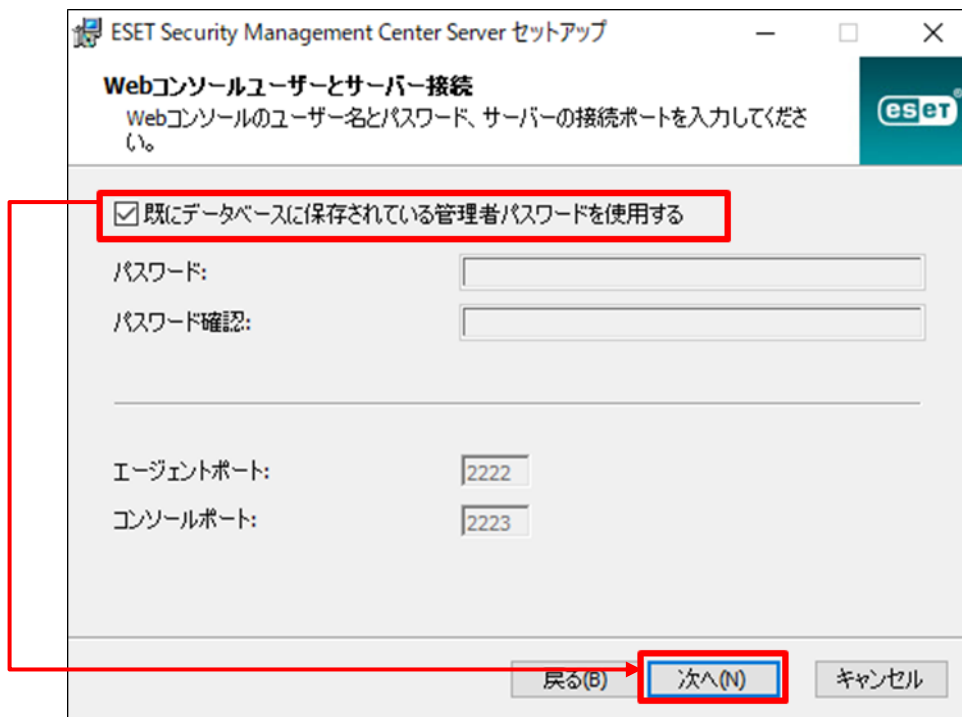 ESET Security Management Center Server セットアップ
Webコンソールユーザーとサーバー接続
Webコンソールのユーザー名とパスワード、サーバーの接続ポートを入力してくださ
い。
eseT®
既にデータベースに保存されている管理者パスワードを使用する
パスワード:
パスワード確認:
エージェントポート: 2222
コンソールポート: 2223
戻る(B) 次へ(N) キャンセル